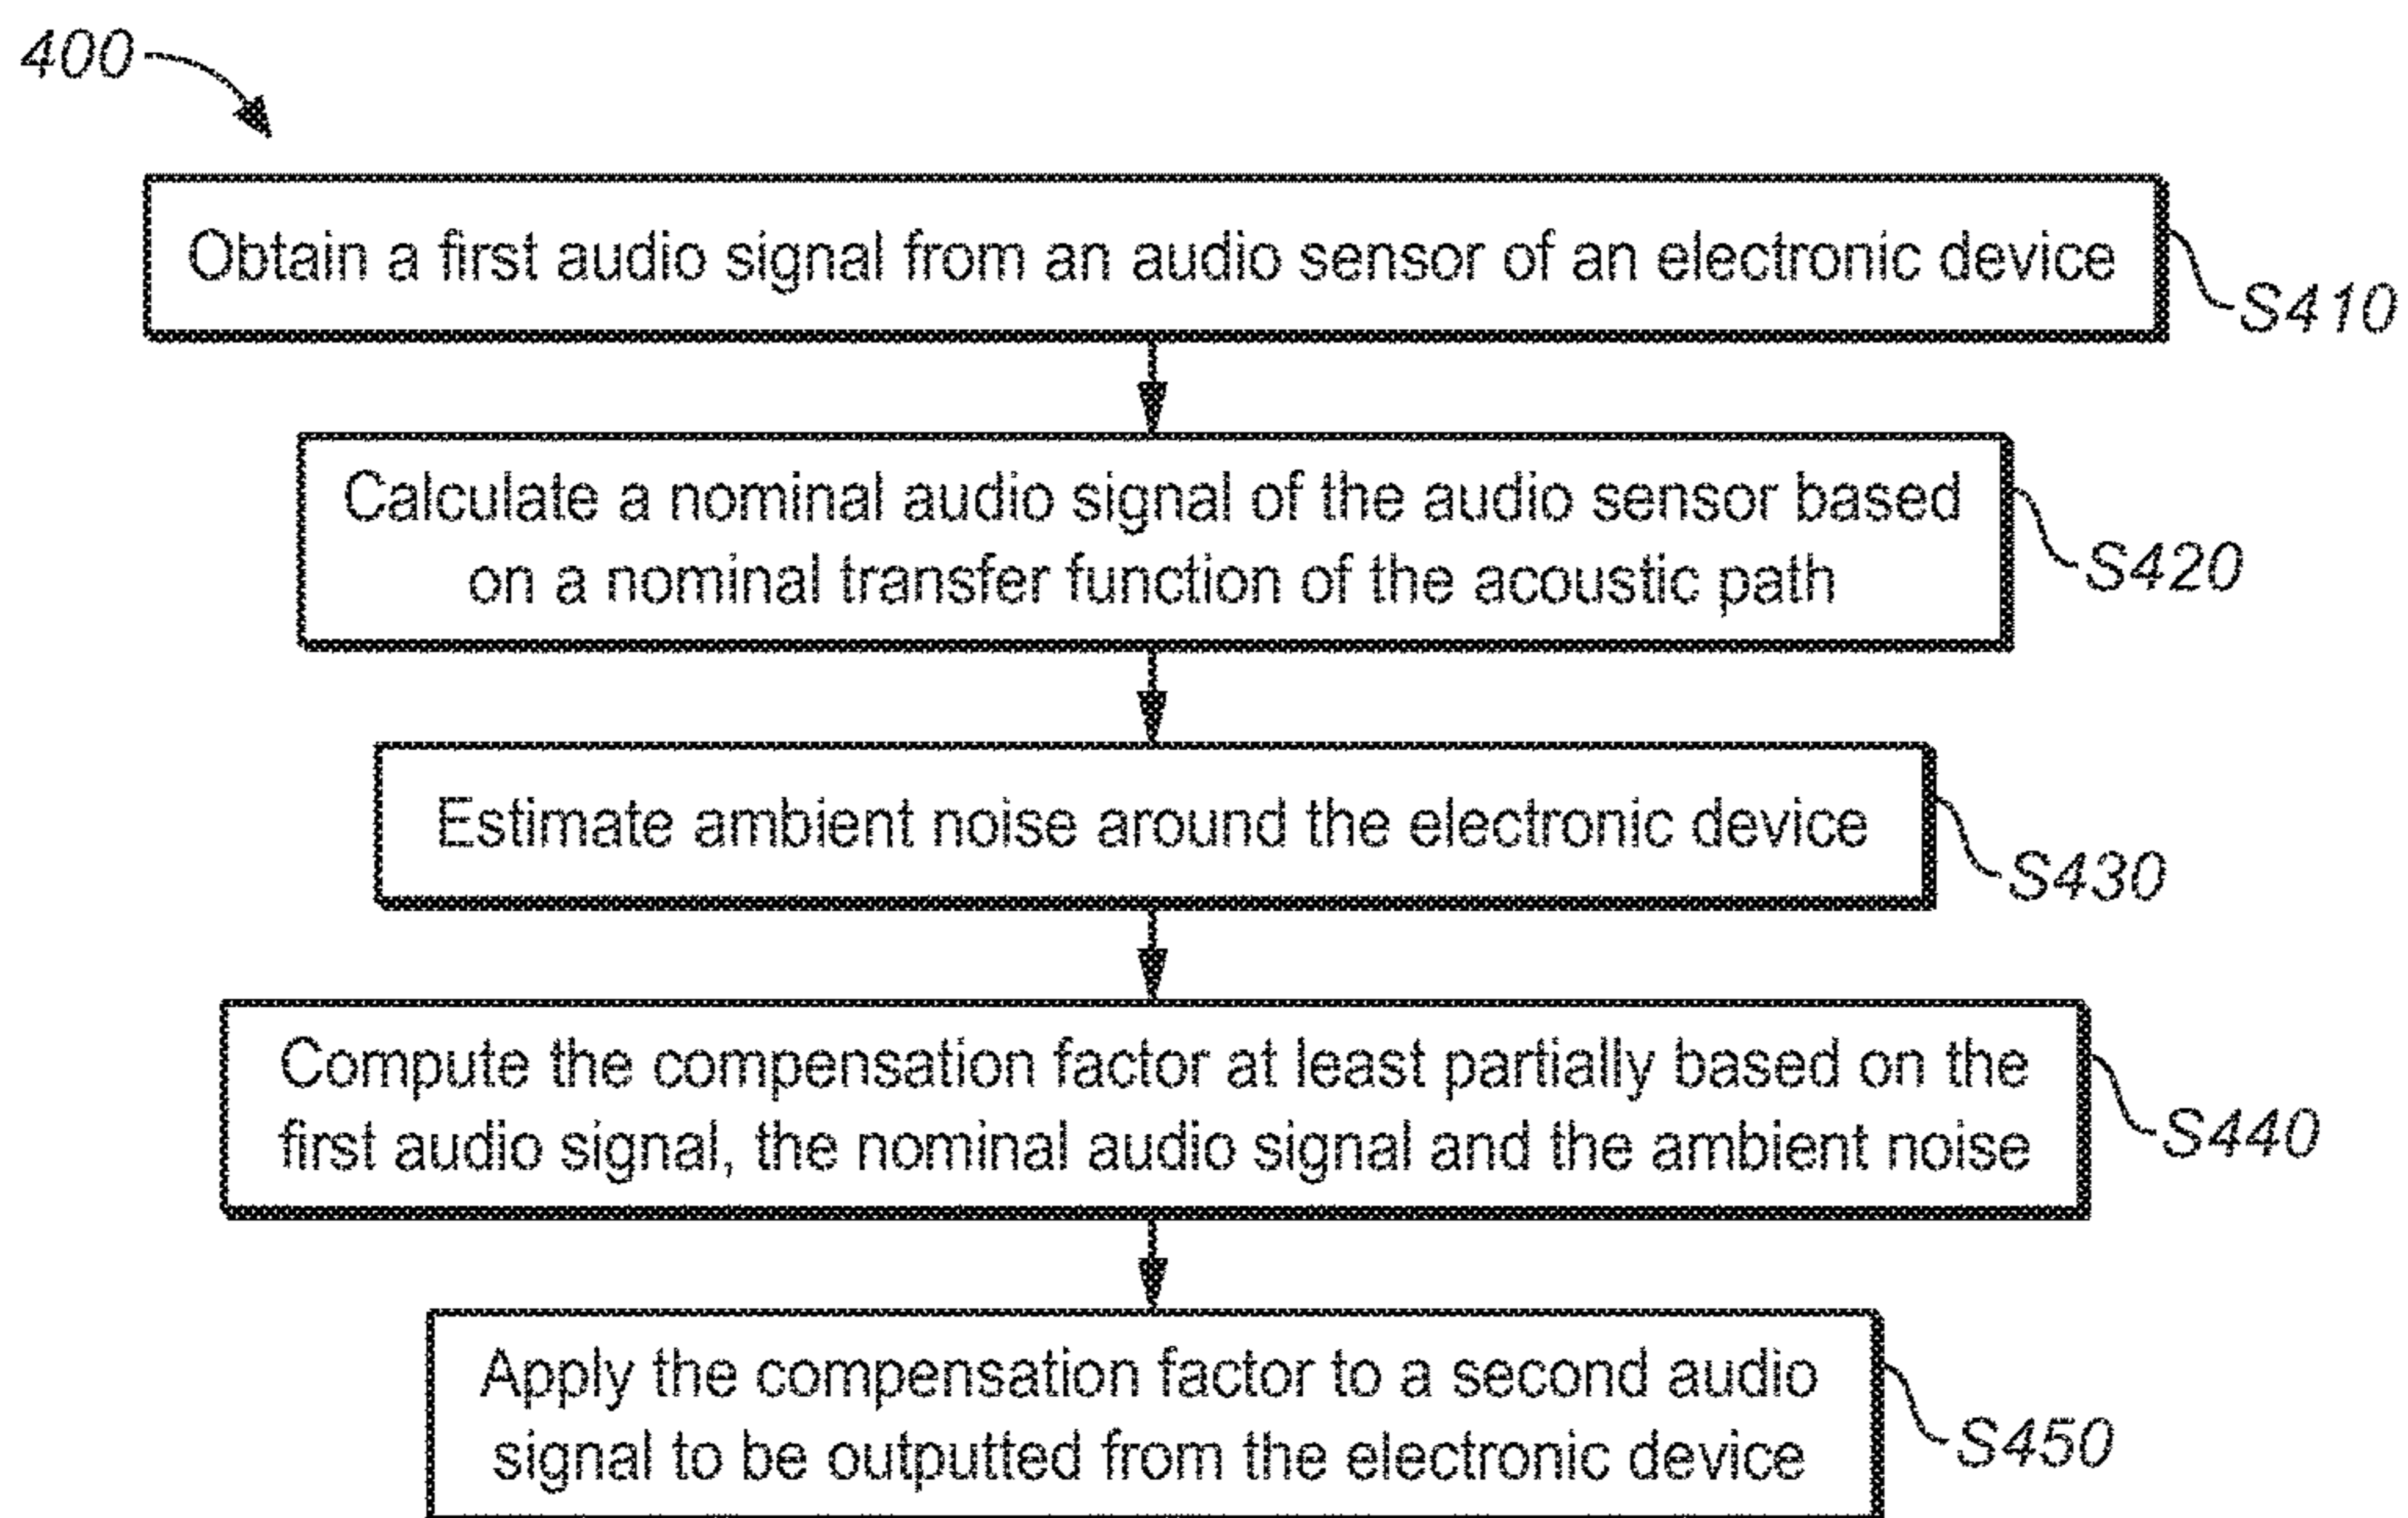 400
Obtain a first audio signal from an audio sensor of an electronic device
S410
Calculate a nominal audio signal of the audio sensor based
on a nominal transfer function of the acoustic path
S420
Estimate ambient noise around the electronic device
S430
Compute the compensation factor at least partially based on the
first audio signal, the nominal audio signal and the ambient noise
S440
Apply the compensation factor to a second audio
signal to be outputted from the electronic device
S450